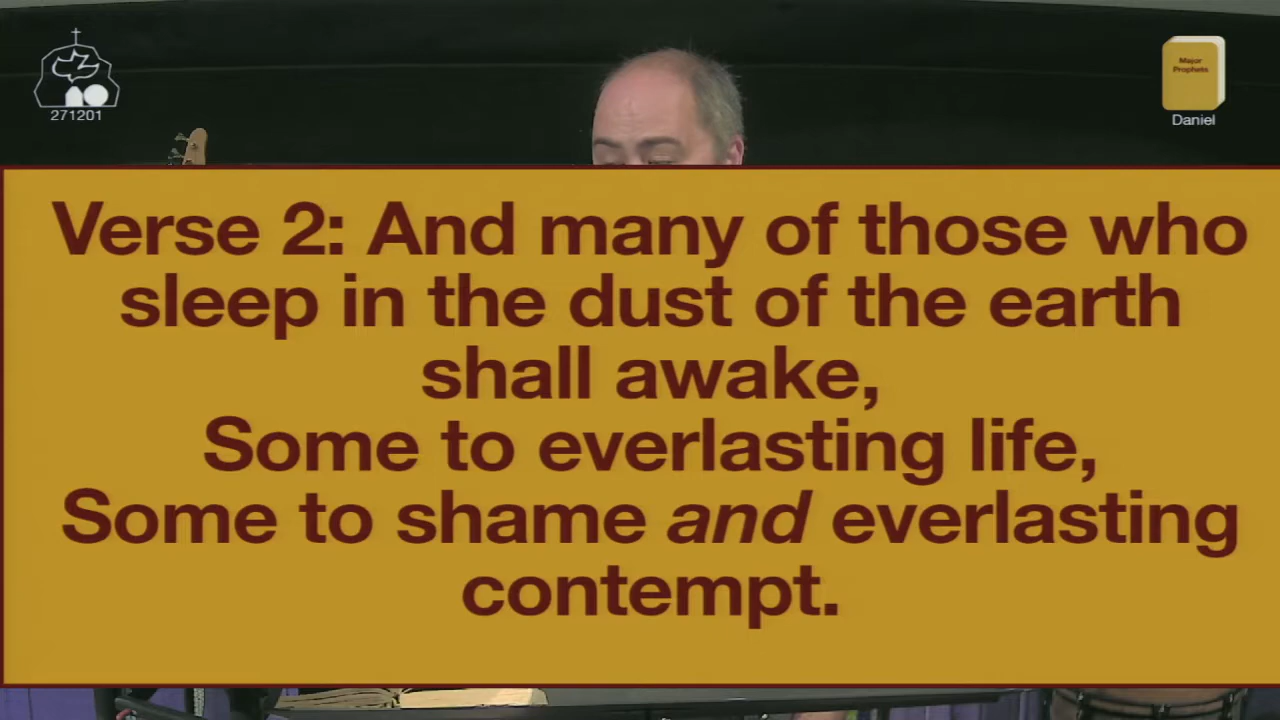 271201
Major
Prophets
Daniel
Verse 2: And many of those who
sleep in the dust of the earth
shall awake,
Some to everlasting life,
Some to shame and everlasting
contempt.